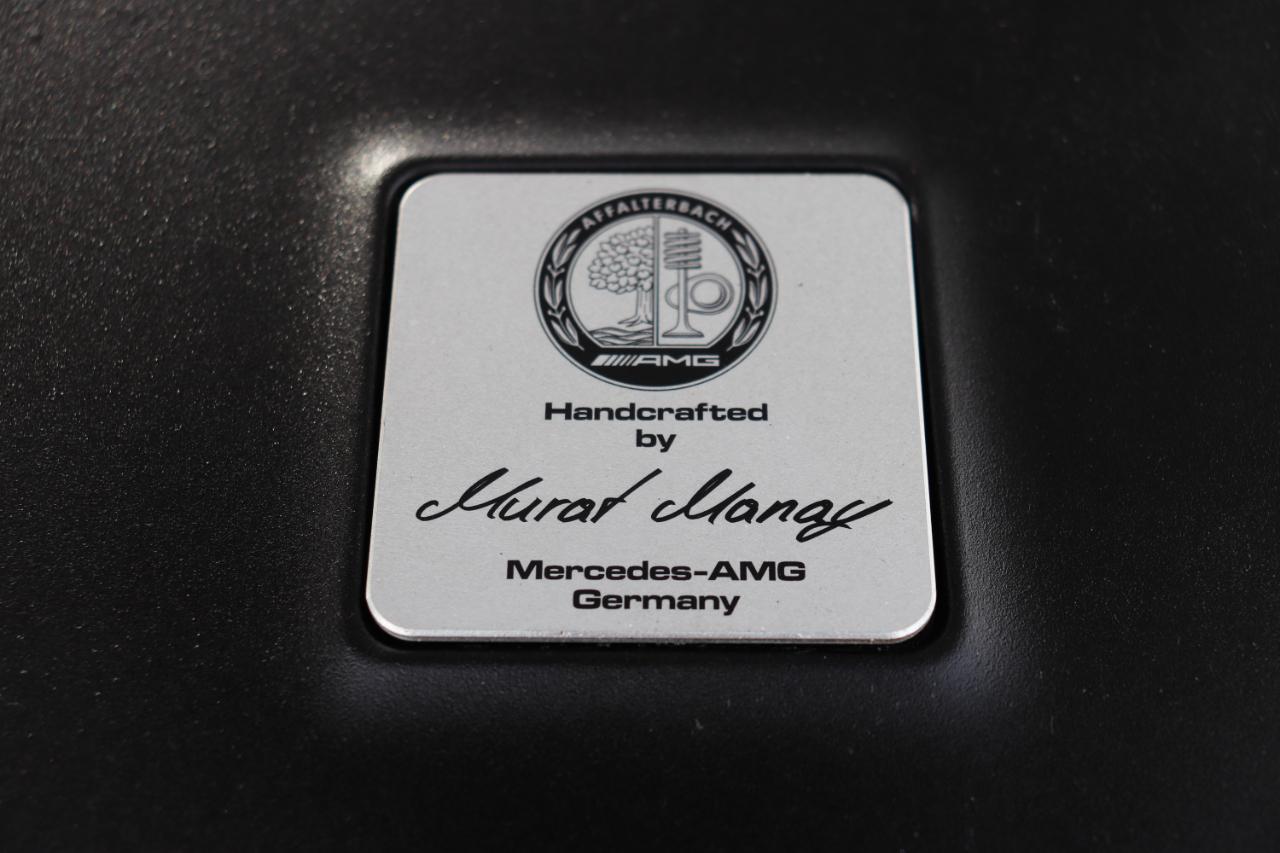 AFFALTERBACH
AMG
Handcrafted
by
Murat Manay
Mercedes-AMG
Germany